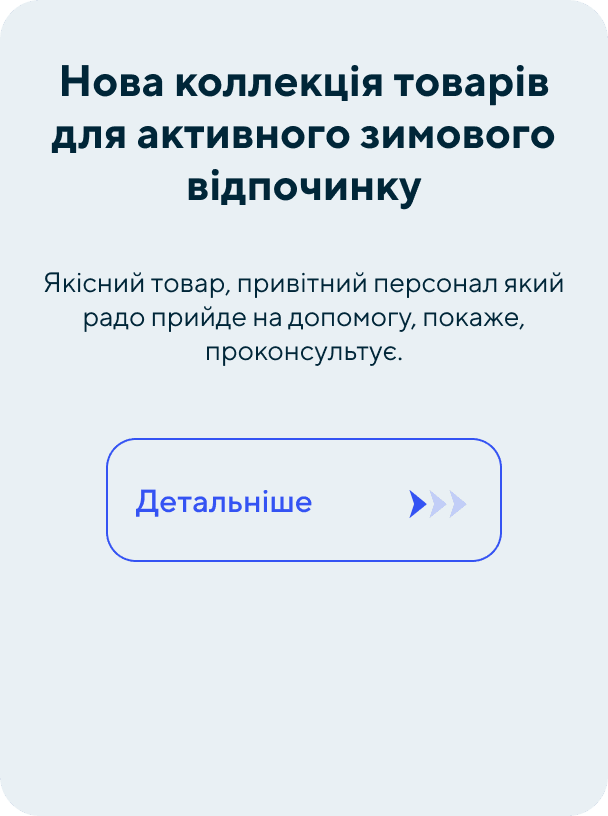 Нова коллекція товарів
для активного зимового
відпочинку
Якісний товар, привітний персонал який
радо прийде на допомогу, покаже,
проконсультує.
Детальніше